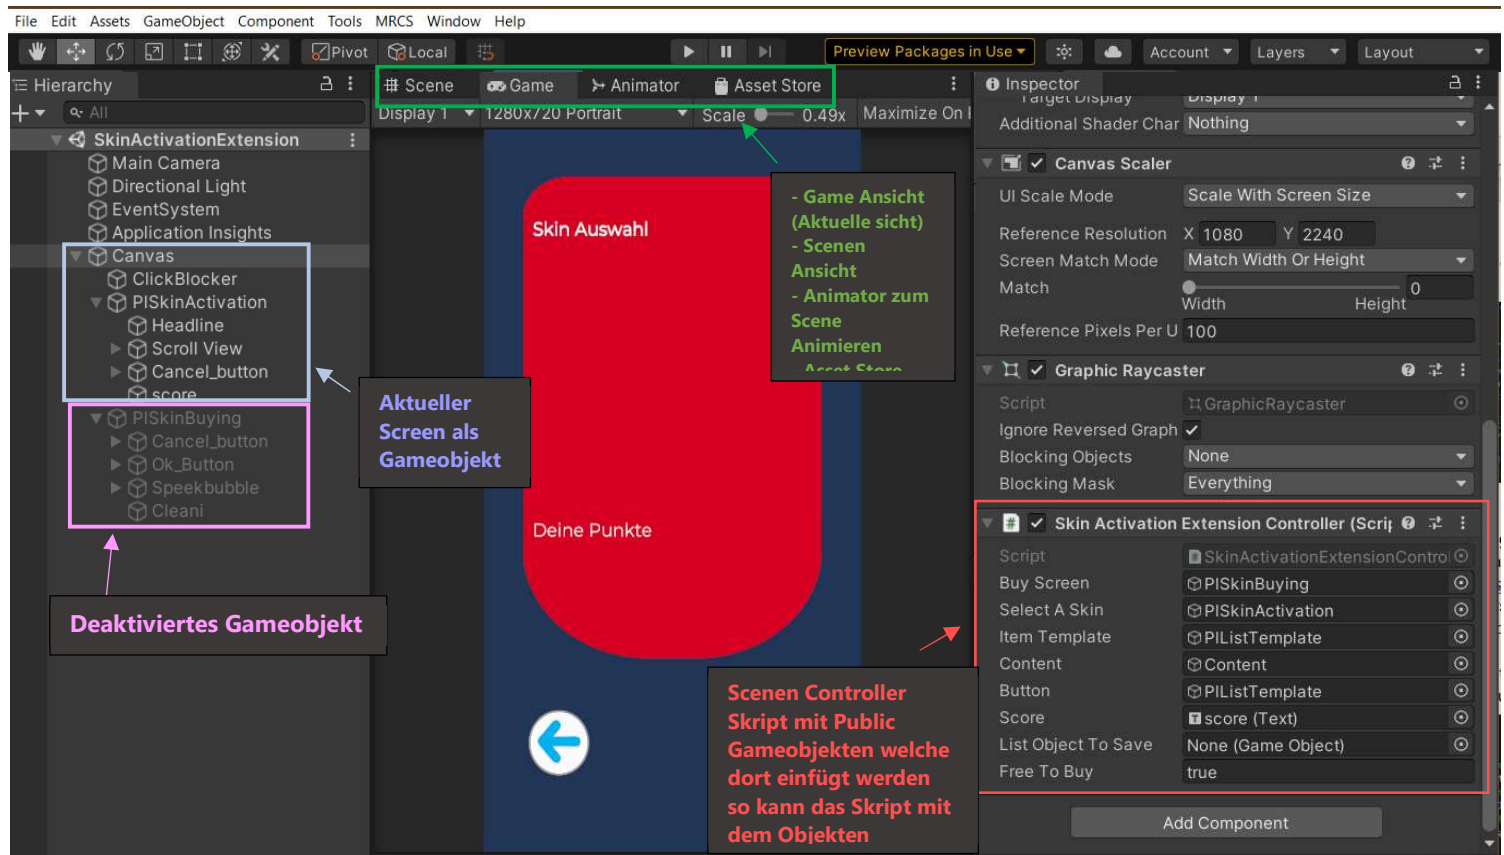 File Edit Assets GameObject Component Tools MRCS Window Help
Pivot Local Preview Packages in Use Account Layers Layout
Hierarchy
All
SkinActivationExtension
Main Camera
Directional Light
EventSystem
Application Insights
Canvas
ClickBlocker
PlSkinActivation
Headline
Scroll View
Cancel_button
score
PlSkinBuying
Cancel_button
Ok_Button
Speekbubble
Cleani
Deaktiviertes Gameobjekt
Aktueller
Screen als
Gameobjekt
Scene Game Animator Asset Store
Display 1 1280x720 Portrait Scale 0.49x Maximize On
Skin Auswahl
Deine Punkte
- Game Ansicht
(Aktuelle sicht)
- Scenen
Ansicht
- Animator zum
Scene
Animieren
- Asset Store
Scenen Controller
Skript mit Public
Gameobjekten welche
dort einfügt werden
so kann das Skript mit
dem Objekten
Inspector
Target Display Display 1
Additional Shader Char Nothing
Canvas Scaler
UI Scale Mode Scale With Screen Size
Reference Resolution X 1080 Y 2240
Screen Match Mode Match Width Or Height
Match 0
Width Height
Reference Pixels Per U 100
Graphic Raycaster
Script GraphicRaycaster
Ignore Reversed Graph
Blocking Objects None
Blocking Mask Everything
# Skin Activation Extension Controller (Scrip
Script SkinActivationExtensionControl
Buy Screen PlSkinBuying
Select A Skin PlSkinActivation
Item Template PlListTemplate
Content Content
Button PlListTemplate
Score score (Text)
List Object To Save None (Game Object)
Free To Buy true
Add Component